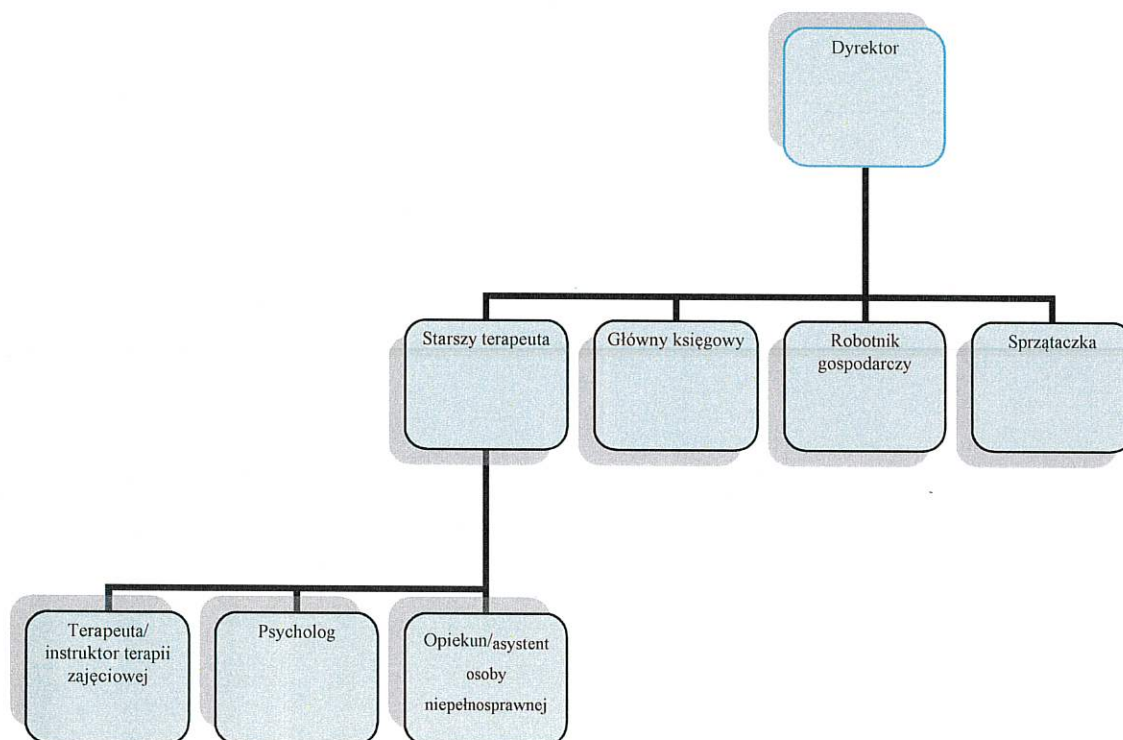 Dyrektor
Starszy terapeuta
Główny księgowy
Robotnik
gospodarczy
Sprzątaczka
Terapeuta/
instruktor terapii
zajęciowej
Psycholog
Opiekun/asystent
osoby
niepełnosprawnej